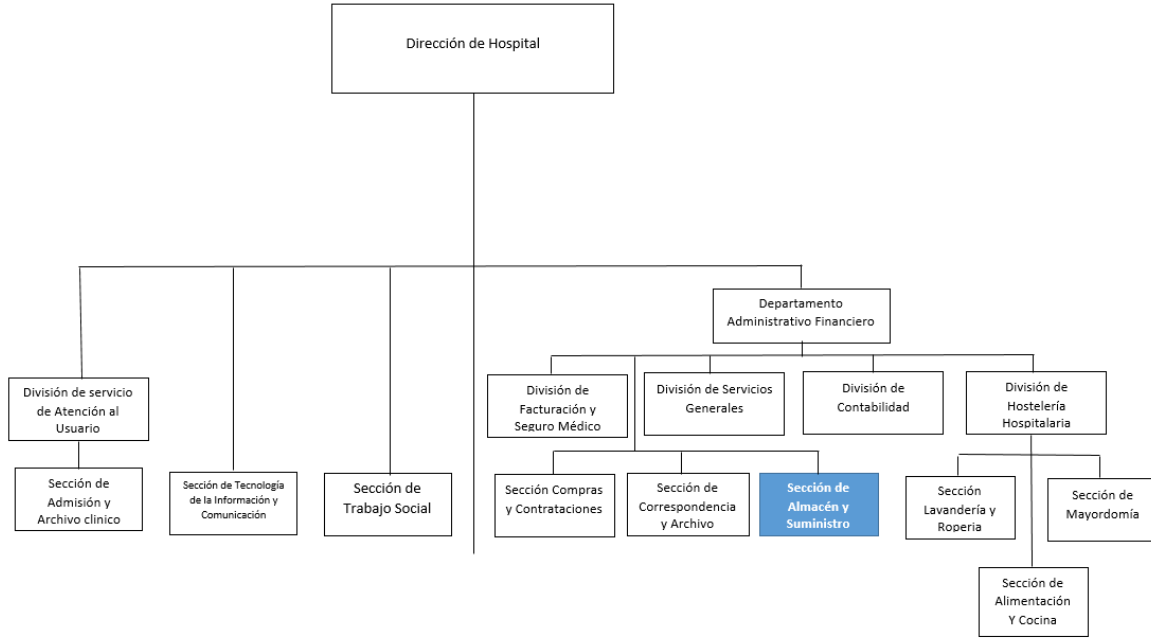 Dirección de Hospital
Departamento
Administrativo Financiero
División de servicio
de Atención al
Usuario
División de
Facturación y
Seguro Médico
División de Servicios
Generales
División de
Contabilidad
División de
Hostelería
Hospitalaria
Sección de
Admisión y
Archivo clinico
Sección de Tecnología
de la Información y
Comunicación
Sección de
Trabajo Social
Sección Compras
y Contrataciones
Sección de
Correspondencia
y Archivo
Sección de
Almacén y
Suministro
Sección
Lavandería y
Roperia
Sección de
Mayordomía
Sección de
Alimentación
Y Cocina